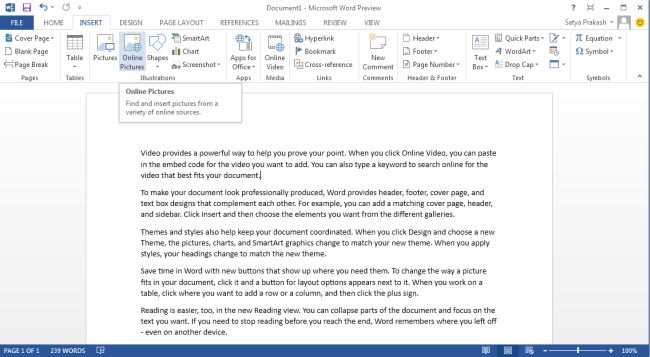 Document1 - Microsoft Word Preview
FILE HOME INSERT DESIGN PAGE LAYOUT REFERENCES MAILINGS REVIEW VIEW Satya Prakash
Cover Page
Blank Page
Page Break
Pages
Table
Tables
Pictures
Online
Pictures
Shapes
SmartArt
Chart
Screenshot
Illustrations
Apps for
Office
Apps
Online
Video
Media
Hyperlink
Bookmark
Cross-reference
Links
New
Comment
Comments
Header
Footer
Page Number
Header & Footer
Text
Box
Quick Parts
WordArt
Drop Cap
Text
Equation
Symbol
Symbols
Online Pictures
Find and insert pictures from a
variety of online sources.
Video provides a powerful way to help you prove your point. When you click Online Video, you can paste
in the embed code for the video you want to add. You can also type a keyword to search online for the
video that best fits your document.
To make your document look professionally produced, Word provides header, footer, cover page, and
text box designs that complement each other. For example, you can add a matching cover page, header,
and sidebar. Click Insert and then choose the elements you want from the different galleries.
Themes and styles also help keep your document coordinated. When you click Design and choose a new
Theme, the pictures, charts, and SmartArt graphics change to match your new theme. When you apply
styles, your headings change to match the new theme.
Save time in Word with new buttons that show up where you need them. To change the way a picture
fits in your document, click it and a button for layout options appears next to it. When you work on a
table, click where you want to add a row or a column, and then click the plus sign.
Reading is easier, too, in the new Reading view. You can collapse parts of the document and focus on
the text you want. If you need to stop reading before you reach the end, Word remembers where you left off
- even on another device.
PAGE 1 OF 1 239 WORDS 100%